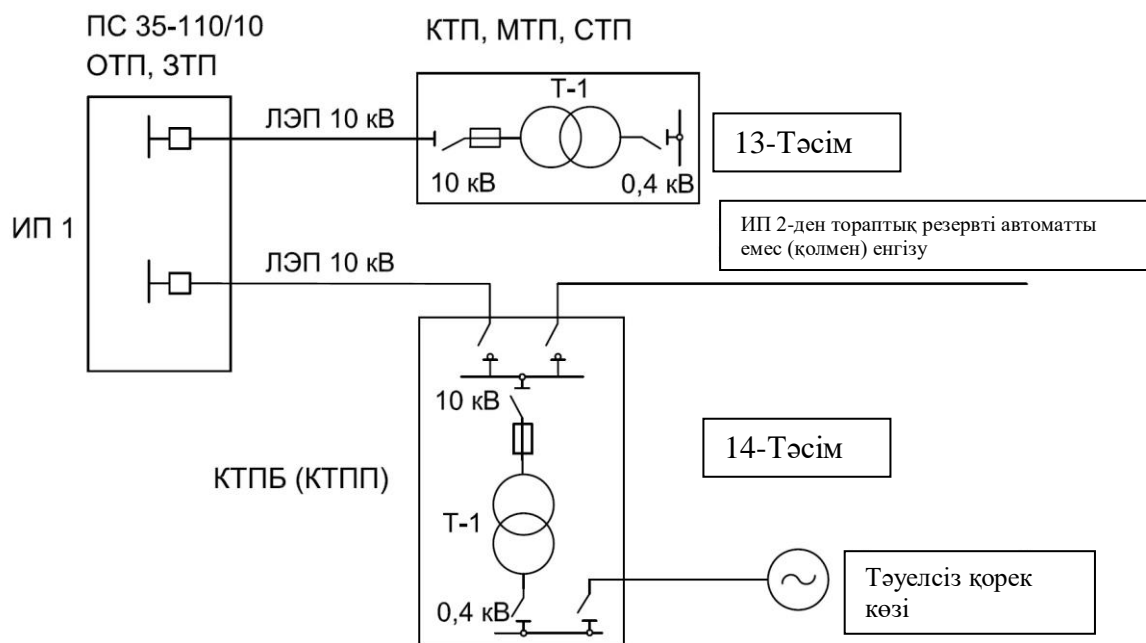 ПС 35-110/10
ОТП, ЗТП
КТП, МТП, СТП
Т-1
ЛЭП 10 кВ
10 кВ
0,4 кВ
13-Тәсім
ИП 1
ИП 2-ден тораптық резервті автоматты
емес (қолмен) енгізу
ЛЭП 10 кВ
10 кВ
14-Тәсім
КТПБ (КТПП)
Т-1
0,4 кВ
Тәуелсіз қорек
көзі